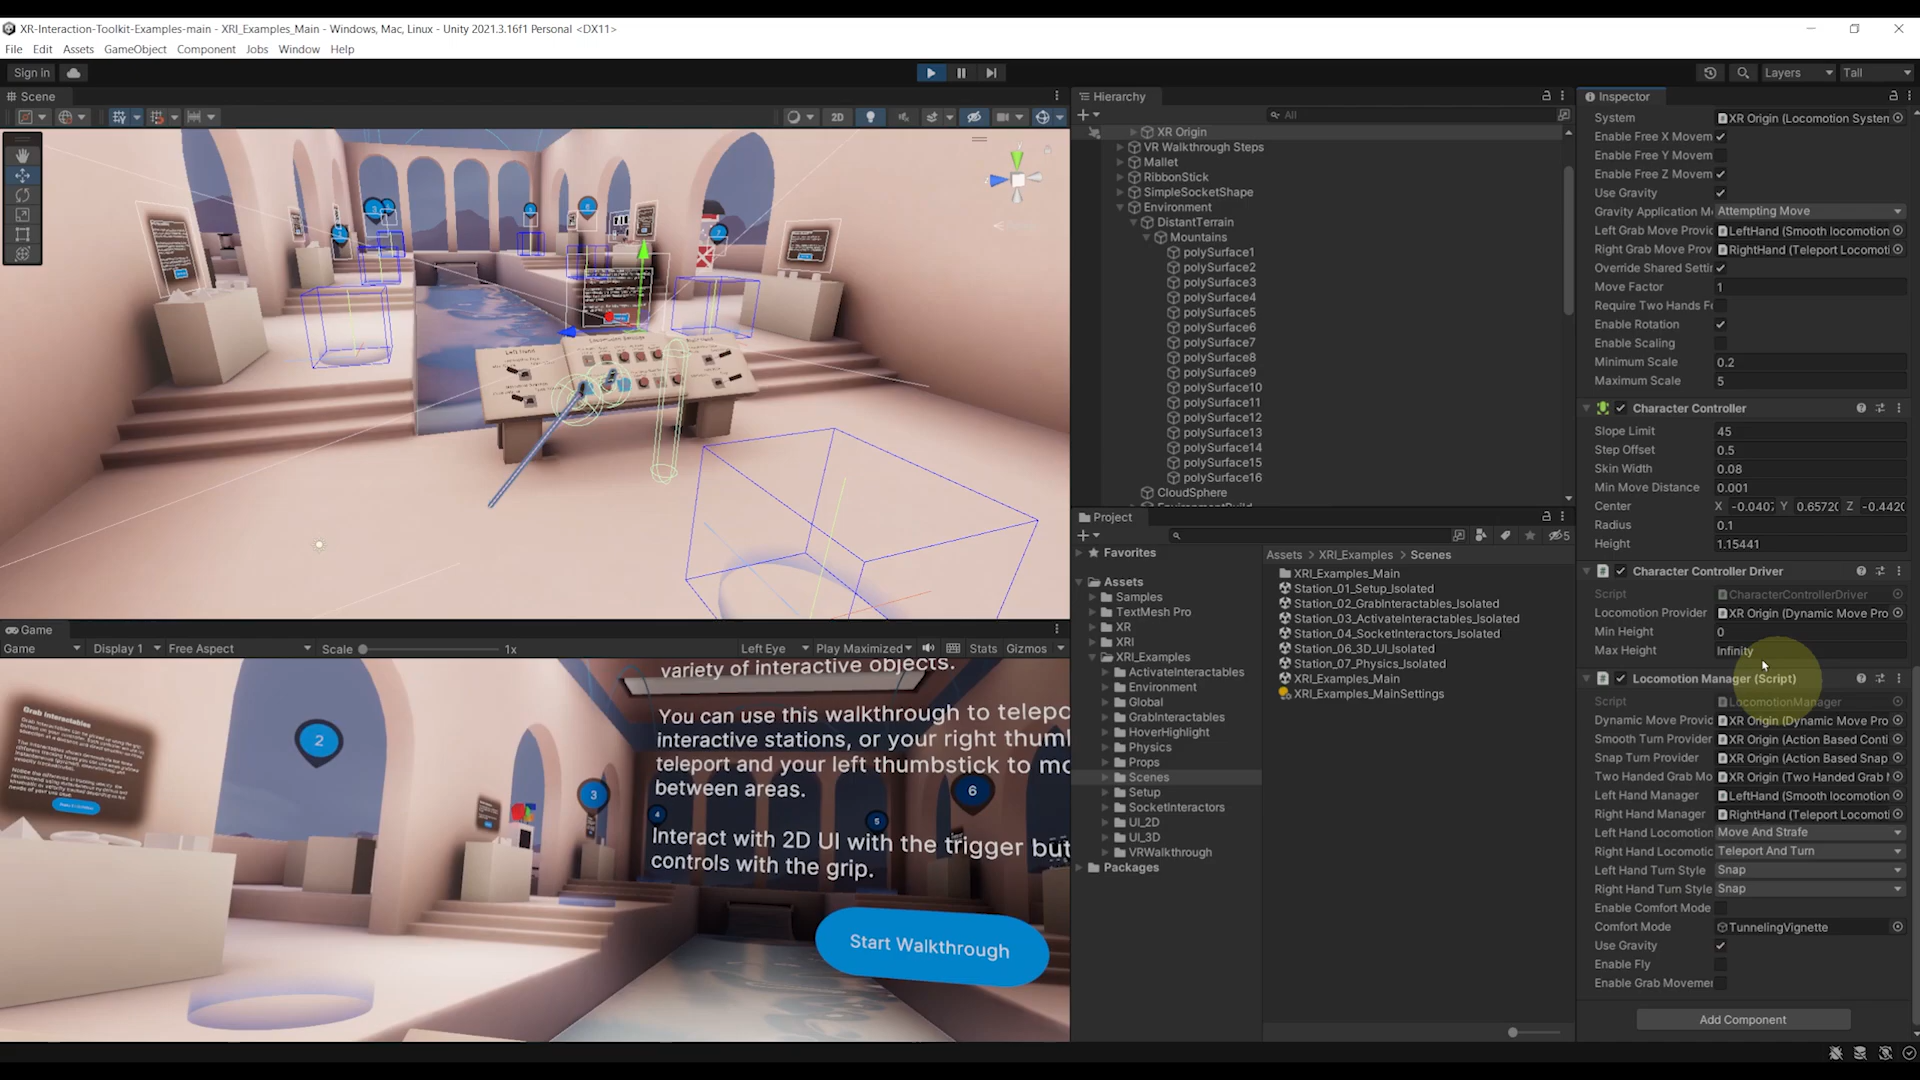 XR-Interaction-Toolkit-Examples-main - XRI_Examples_Main - Windows, Mac, Linux - Unity 2021.3.16f1 Personal <DX11>
File Edit Assets GameObject Component Jobs Window Help
Sign In
Layers
Tall
Scene
2D
Hierarchy
All
XR Origin
VR Walkthrough Steps
Mallet
RibbonStick
SimpleSocketShape
Environment
DistantTerrain
Mountains
polySurface1
polySurface2
polySurface3
polySurface4
polySurface5
polySurface6
polySurface7
polySurface8
polySurface9
polySurface10
polySurface11
polySurface12
polySurface13
polySurface14
polySurface15
polySurface16
CloudSphere
Project
5
Favorites
Assets
Samples
TextMesh Pro
XR
XRI
XRI_Examples
ActivateInteractables
Environment
Global
GrabInteractables
HoverHighlight
Physics
Props
Scenes
Setup
SocketInteractors
UI_2D
UI_3D
VRWalkthrough
Packages
Assets > XRI_Examples > Scenes
XRI_Examples_Main
Station_01_Setup_Isolated
Station_02_GrabInteractables_Isolated
Station_03_ActivateInteractables_Isolated
Station_04_SocketInteractors_Isolated
Station_06_3D_UI_Isolated
Station_07_Physics_Isolated
XRI_Examples_Main
XRI_Examples_MainSettings
Inspector
System XR Origin (Locomotion System
Enable Free X Movem
Enable Free Y Movem
Enable Free Z Movem
Use Gravity
Gravity Application M Attempting Move
Left Grab Move Provic LeftHand (Smooth locomotion
Right Grab Move Prov RightHand (Teleport Locomoti
Override Shared Setti
Move Factor 1
Require Two Hands F
Enable Rotation
Enable Scaling
Minimum Scale 0.2
Maximum Scale 5
Character Controller
Slope Limit 45
Step Offset 0.5
Skin Width 0.08
Min Move Distance 0.001
Center X -0.040 Y 0.6572 Z -0.442
Radius 0.1
Height 1.15441
Character Controller Driver
Script CharacterControllerDriver
Locomotion Provider XR Origin (Dynamic Move Pro
Min Height 0
Max Height Infinity
Locomotion Manager (Script)
Script LocomotionManager
Dynamic Move Provic XR Origin (Dynamic Move Pro
Smooth Turn Provider XR Origin (Action Based Conti
Snap Turn Provider XR Origin (Action Based Snap
Two Handed Grab Mo XR Origin (Two Handed Grab
Left Hand Manager LeftHand (Smooth locomotion
Right Hand Manager RightHand (Teleport Locomoti
Left Hand Locomotion Move And Strafe
Right Hand Locomotic Teleport And Turn
Left Hand Turn Style Snap
Right Hand Turn Style Snap
Enable Comfort Mode
Comfort Mode TunnelingVignette
Use Gravity
Enable Fly
Enable Grab Movemer
Add Component
Game
Game Display 1 Free Aspect Scale 1x Left Eye Play Maximized Stats Gizmos
variety of interactive objects.
You can use this walkthrough to telepo
interactive stations, or your right thum
teleport and your left thumbstick to mo
between areas.
Interact with 2D UI with the trigger but
controls with the grip.
Start Walkthrough
Grab Interactables
2
3
4
5
6